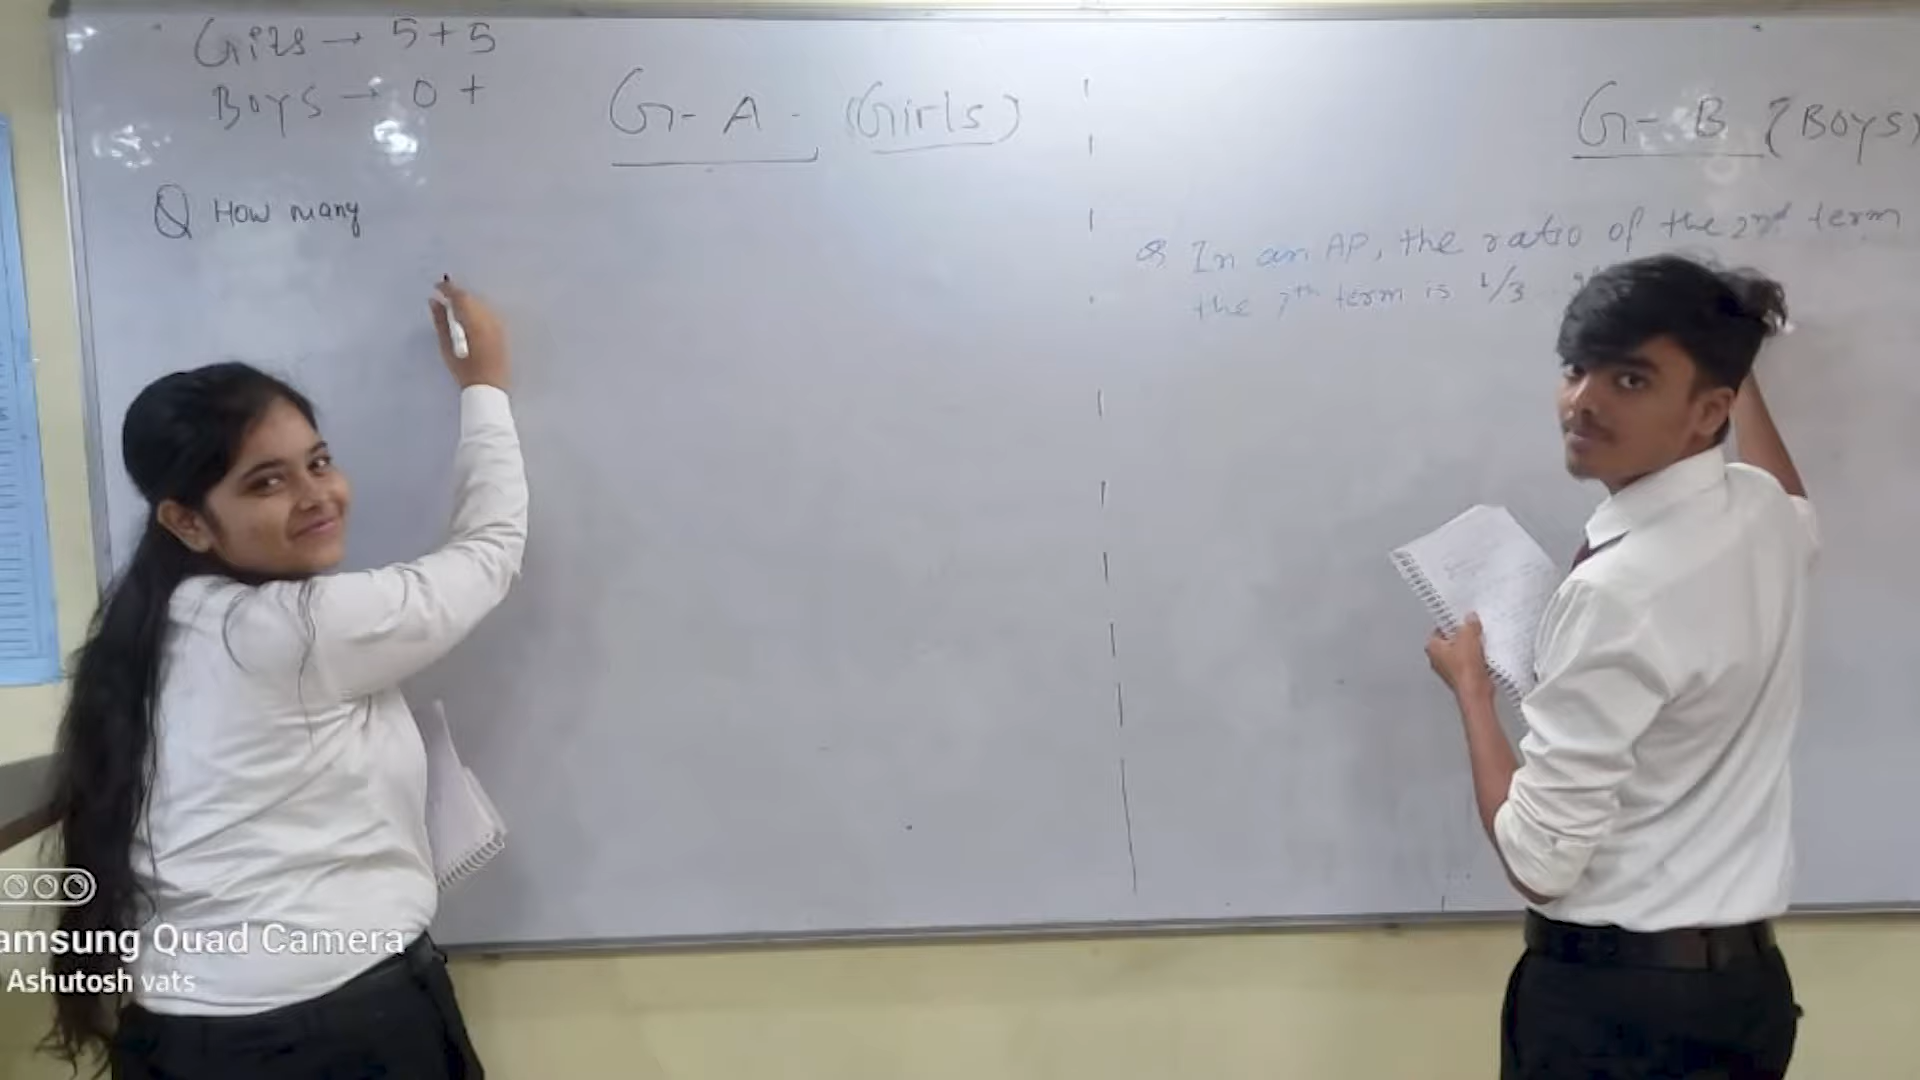 Girls → 5+5
Boys → 0 +
G-A - (Girls)
G-B (Boys)
Q How many
Q In an AP, the ratio of the 2nd term
the 7th term is 1/3
amsung Quad Camera
Ashutosh vats